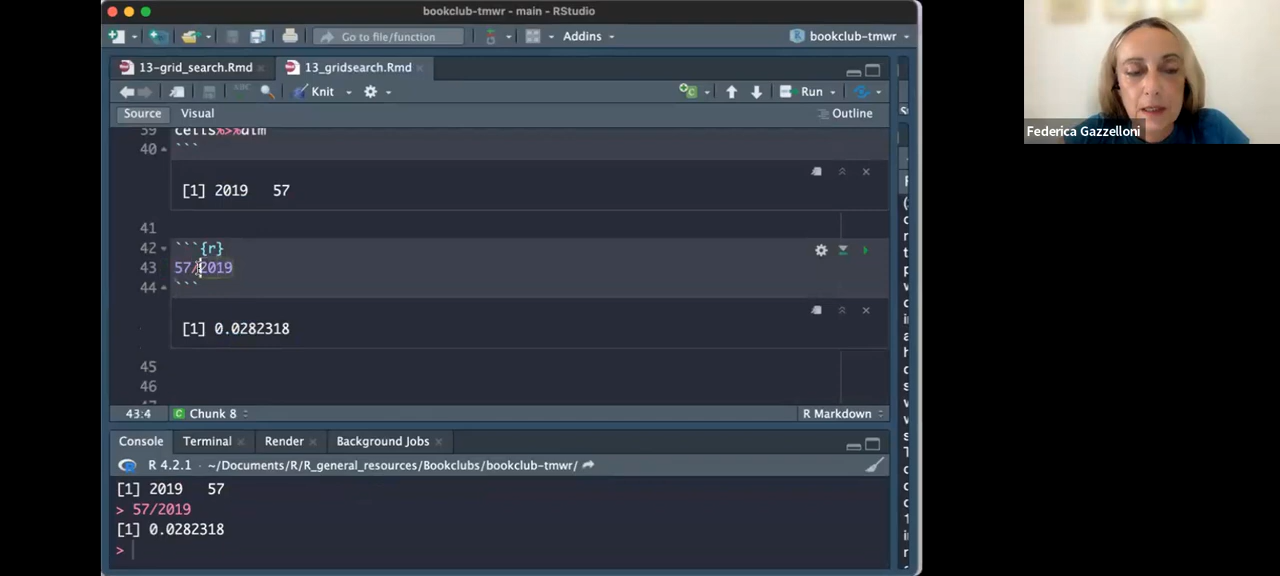 bookclub-tmwr - main - RStudio
Go to file/function
Addins
bookclub-tmwr
13-grid_search.Rmd
13_gridsearch.Rmd
Knit
Run
Source Visual
Outline
39 cells%>%dim
40 ```
[1] 2019 57
41
42 ```{r}
43 57/2019
44 ```
[1] 0.0282318
45
46
43:4 Chunk 8 R Markdown
Console Terminal Render Background Jobs
R 4.2.1 · ~/Documents/R/R_general_resources/Bookclubs/bookclub-tmwr/
[1] 2019 57
> 57/2019
[1] 0.0282318
>
Federica Gazzelloni